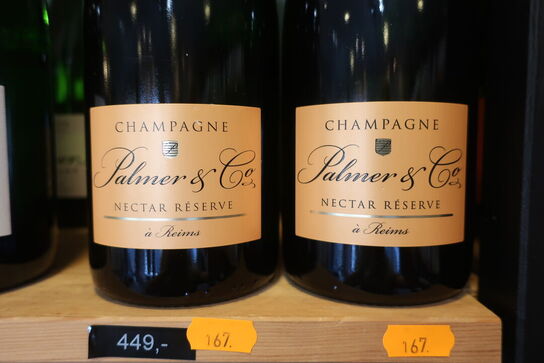 CHAMPAGNE
Palmer & Co
NECTAR RÉSERVE
à Reims
CHAMPAGNE
Palmer & Co
NECTAR RÉSERVE
à Reims
449,-
167.
167.